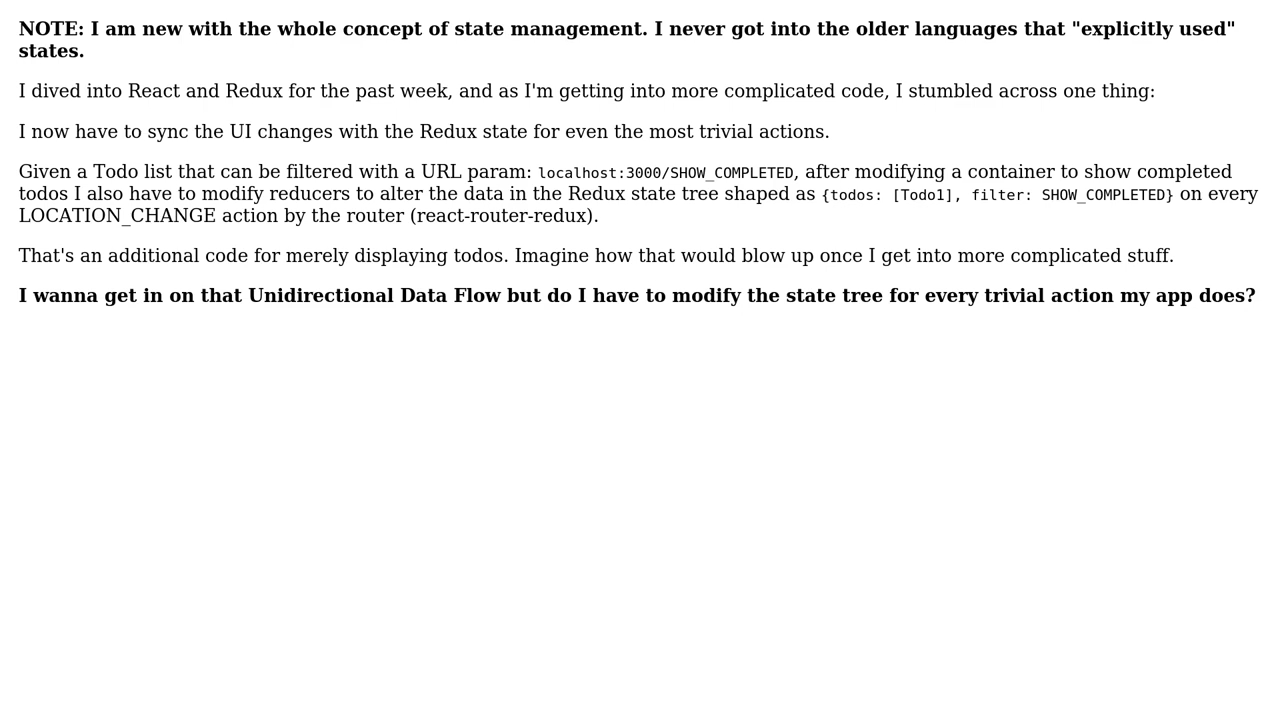 NOTE: I am new with the whole concept of state management. I never got into the older languages that "explicitly used"
states.
I dived into React and Redux for the past week, and as I'm getting into more complicated code, I stumbled across one thing:
I now have to sync the UI changes with the Redux state for even the most trivial actions.
Given a Todo list that can be filtered with a URL param: localhost:3000/SHOW_COMPLETED, after modifying a container to show completed
todos I also have to modify reducers to alter the data in the Redux state tree shaped as {todos: [Todo1], filter: SHOW_COMPLETED} on every
LOCATION_CHANGE action by the router (react-router-redux).
That's an additional code for merely displaying todos. Imagine how that would blow up once I get into more complicated stuff.
I wanna get in on that Unidirectional Data Flow but do I have to modify the state tree for every trivial action my app does?